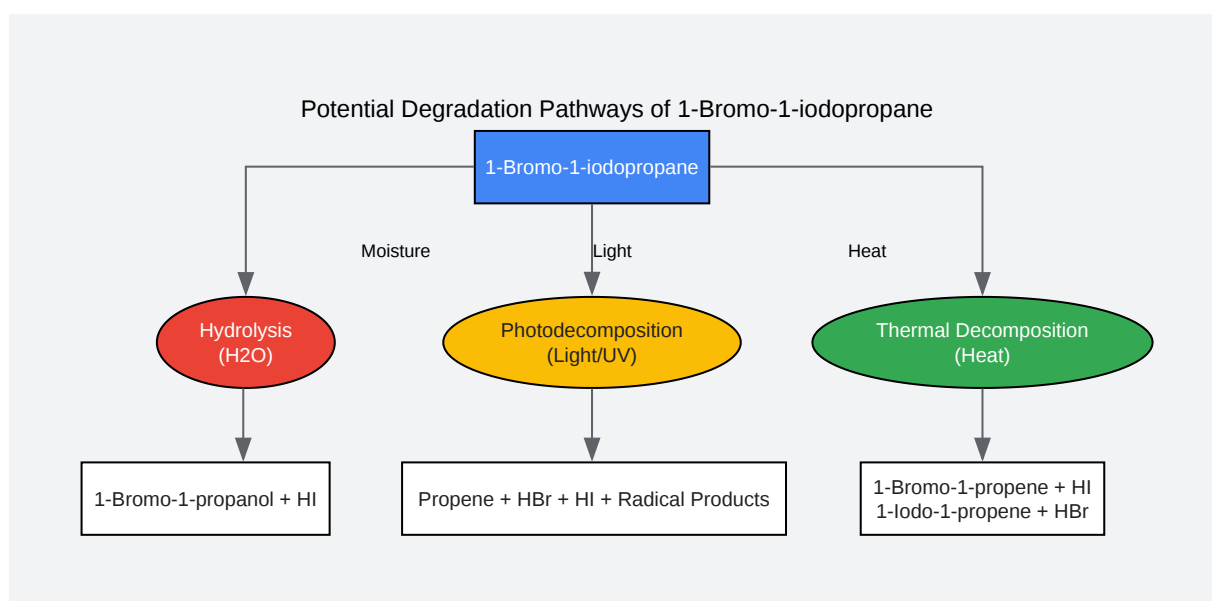 Potential Degradation Pathways of 1-Bromo-1-iodopropane
1-Bromo-1-iodopropane
Moisture
Light
Heat
Hydrolysis
(H2O)
Photodecomposition
(Light/UV)
Thermal Decomposition
(Heat)
1-Bromo-1-propanol + HI
Propene + HBr + HI + Radical Products
1-Bromo-1-propene + HI
1-Iodo-1-propene + HBr